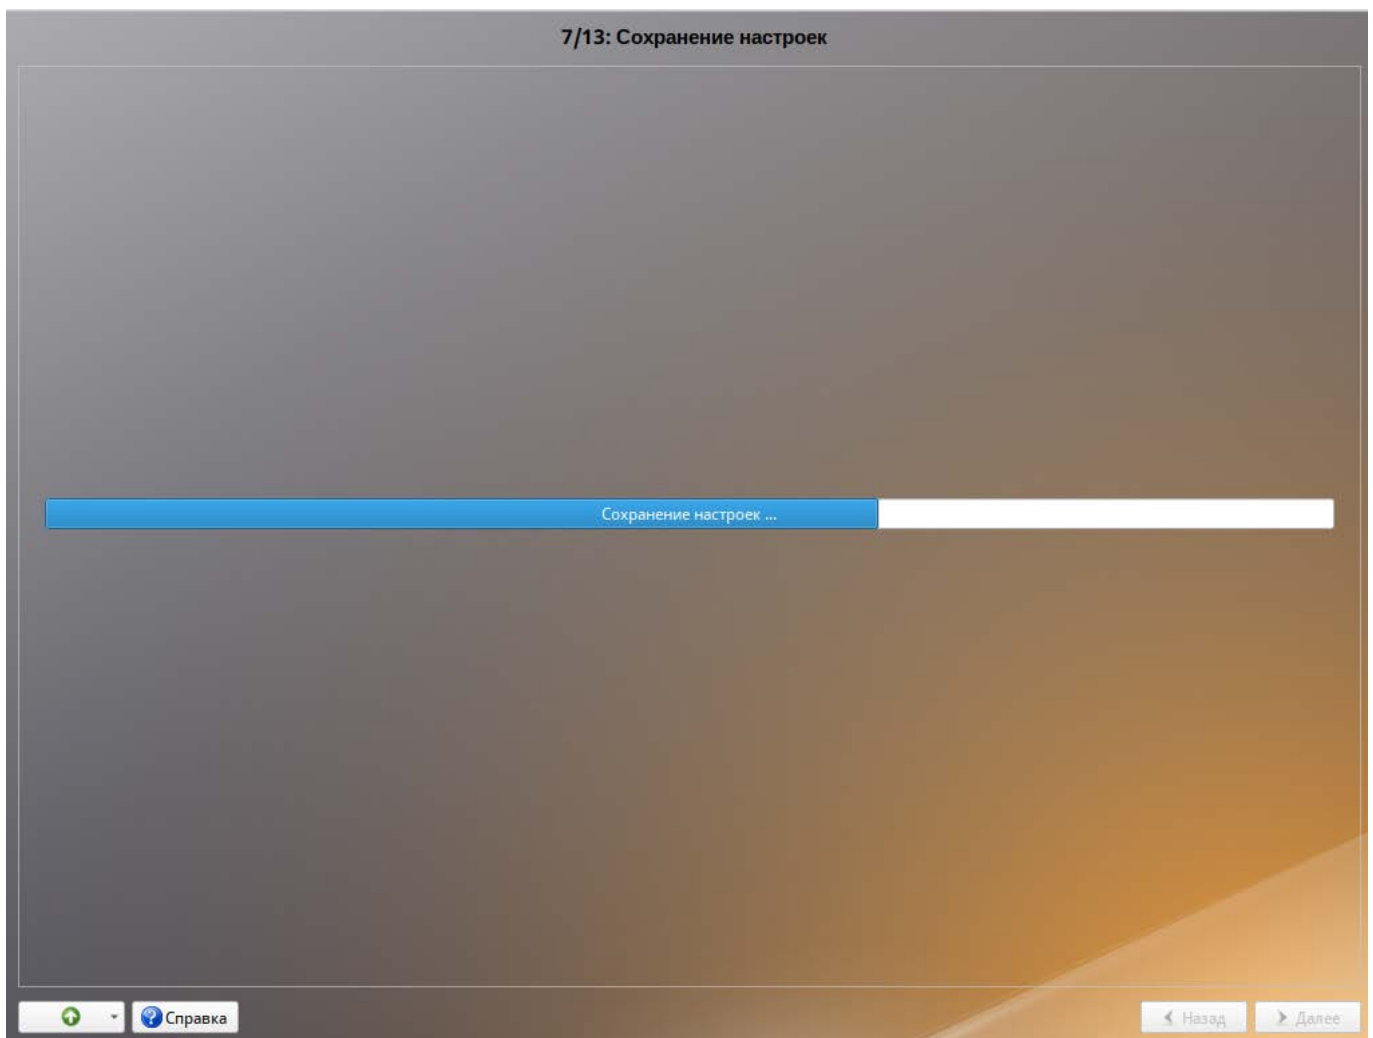 7/13: Сохранение настроек
Сохранение настроек ...
Справка
Назад
Далее